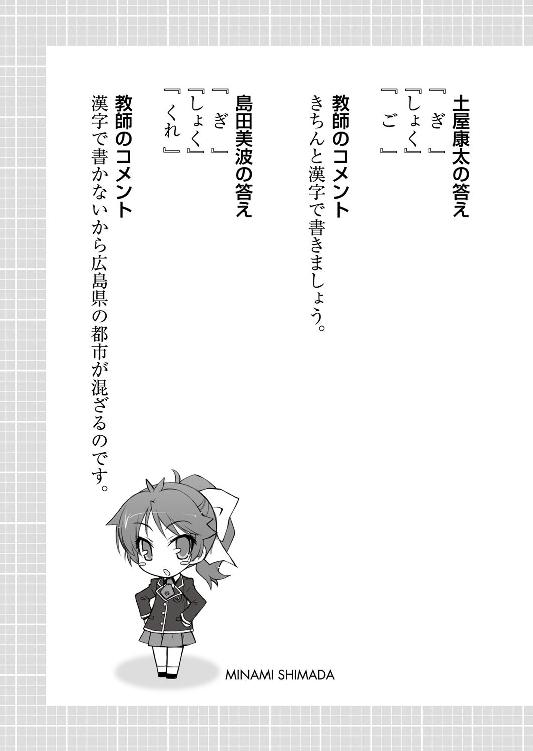 土屋康太の答え
『　ぎ　』
『しょく』
『　ご　』
教師のコメント
きちんと漢字で書きましょう。
島田美波の答え
『　ぎ　』
『しょく』
『　くれ　』
教師のコメント
漢字で書かないから広島県の都市が混ざるのです。
MINAMI SHIMADA